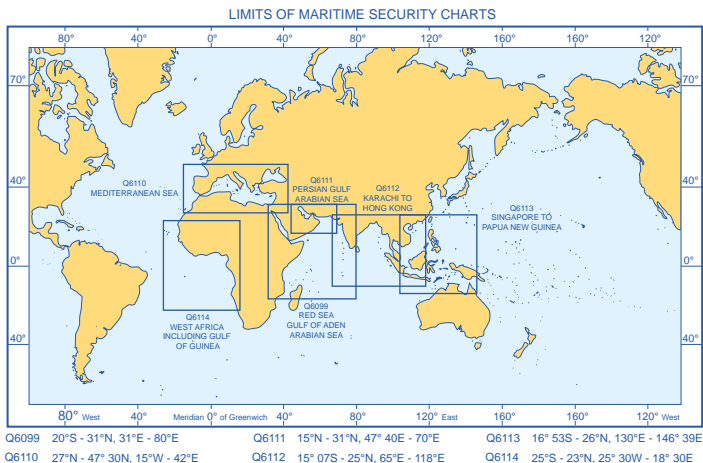 LIMITS OF MARITIME SECURITY CHARTS
80° 40° 0° 40° 80° 120° 160° 160° 120°
70° 70°
Q6110
MEDITERRANEAN SEA
Q6111
PERSIAN GULF
ARABIAN SEA
Q6112
KARACHI TO
HONG KONG
Q6113
SINGAPORE TO
PAPUA NEW GUINEA
40° 40°
0° 0°
Q6114
WEST AFRICA
INCLUDING GULF
OF GUINEA
Q6099
RED SEA
GULF OF ADEN
ARABIAN SEA
40° 40°
80° West 40° Meridian 0° of Greenwich 40° 80° 120° East 160° 160° 120° West
Q6099 20°S - 31°N, 31°E - 80°E
Q6111 15°N - 31°N, 47° 40E - 70°E
Q6113 16° 53S - 26°N, 130°E - 146° 39E
Q6110 27°N - 47° 30N, 15°W - 42°E
Q6112 15° 07S - 25°N, 65°E - 118°E
Q6114 25°S - 23°N, 25° 30W - 18° 30E